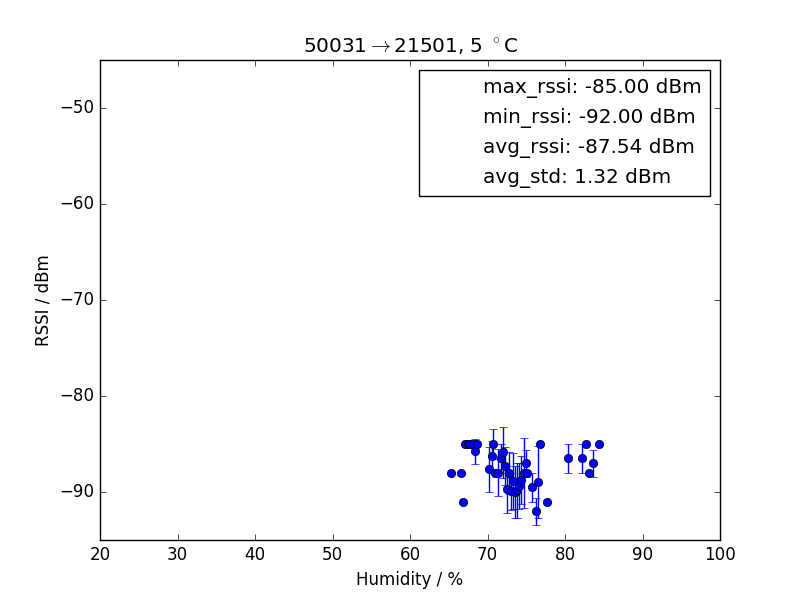 50031→21501, 5 °C
max_rssi: -85.00 dBm
min_rssi: -92.00 dBm
avg_rssi: -87.54 dBm
avg_std: 1.32 dBm
RSSI / dBm
−50
−60
−70
−80
−90
20 30 40 50 60 70 80 90 100
Humidity / %